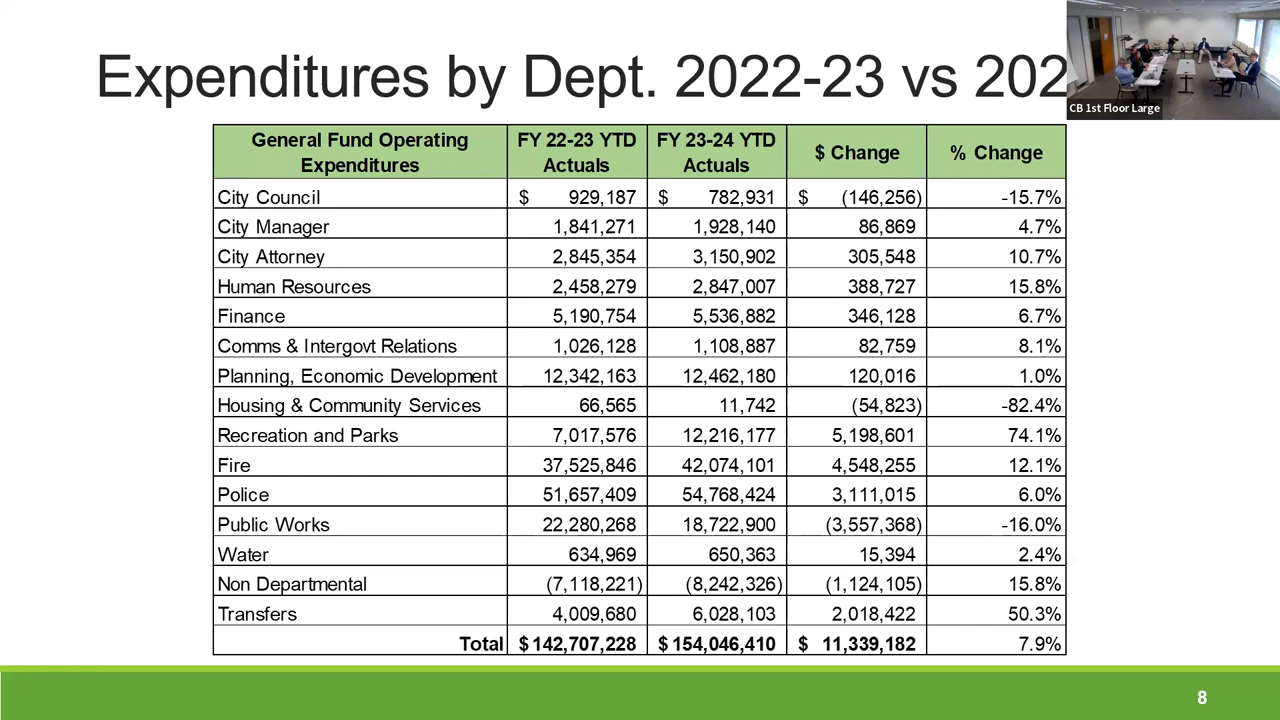 Expenditures by Dept. 2022-23 vs 202
CB 1st Floor Large
General Fund Operating Expenditures FY 22-23 YTD Actuals FY 23-24 YTD Actuals $ Change % Change
City Council $ 929,187 $ 782,931 $ (146,256) -15.7%
City Manager 1,841,271 1,928,140 86,869 4.7%
City Attorney 2,845,354 3,150,902 305,548 10.7%
Human Resources 2,458,279 2,847,007 388,727 15.8%
Finance 5,190,754 5,536,882 346,128 6.7%
Comms & Intergovt Relations 1,026,128 1,108,887 82,759 8.1%
Planning, Economic Development 12,342,163 12,462,180 120,016 1.0%
Housing & Community Services 66,565 11,742 (54,823) -82.4%
Recreation and Parks 7,017,576 12,216,177 5,198,601 74.1%
Fire 37,525,846 42,074,101 4,548,255 12.1%
Police 51,657,409 54,768,424 3,111,015 6.0%
Public Works 22,280,268 18,722,900 (3,557,368) -16.0%
Water 634,969 650,363 15,394 2.4%
Non Departmental (7,118,221) (8,242,326) (1,124,105) 15.8%
Transfers 4,009,680 6,028,103 2,018,422 50.3%
Total $ 142,707,228 $ 154,046,410 $ 11,339,182 7.9%
8